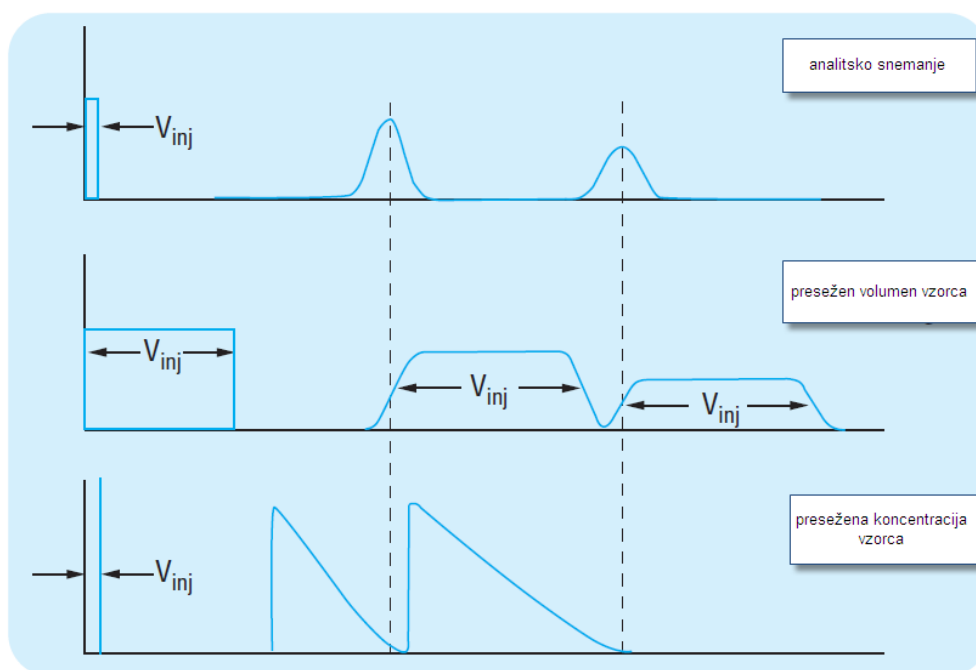 analitsko snemanje
Vinj
presežen volumen vzorca
Vinj
Vinj
Vinj
presežena koncentracija
vzorca
Vinj